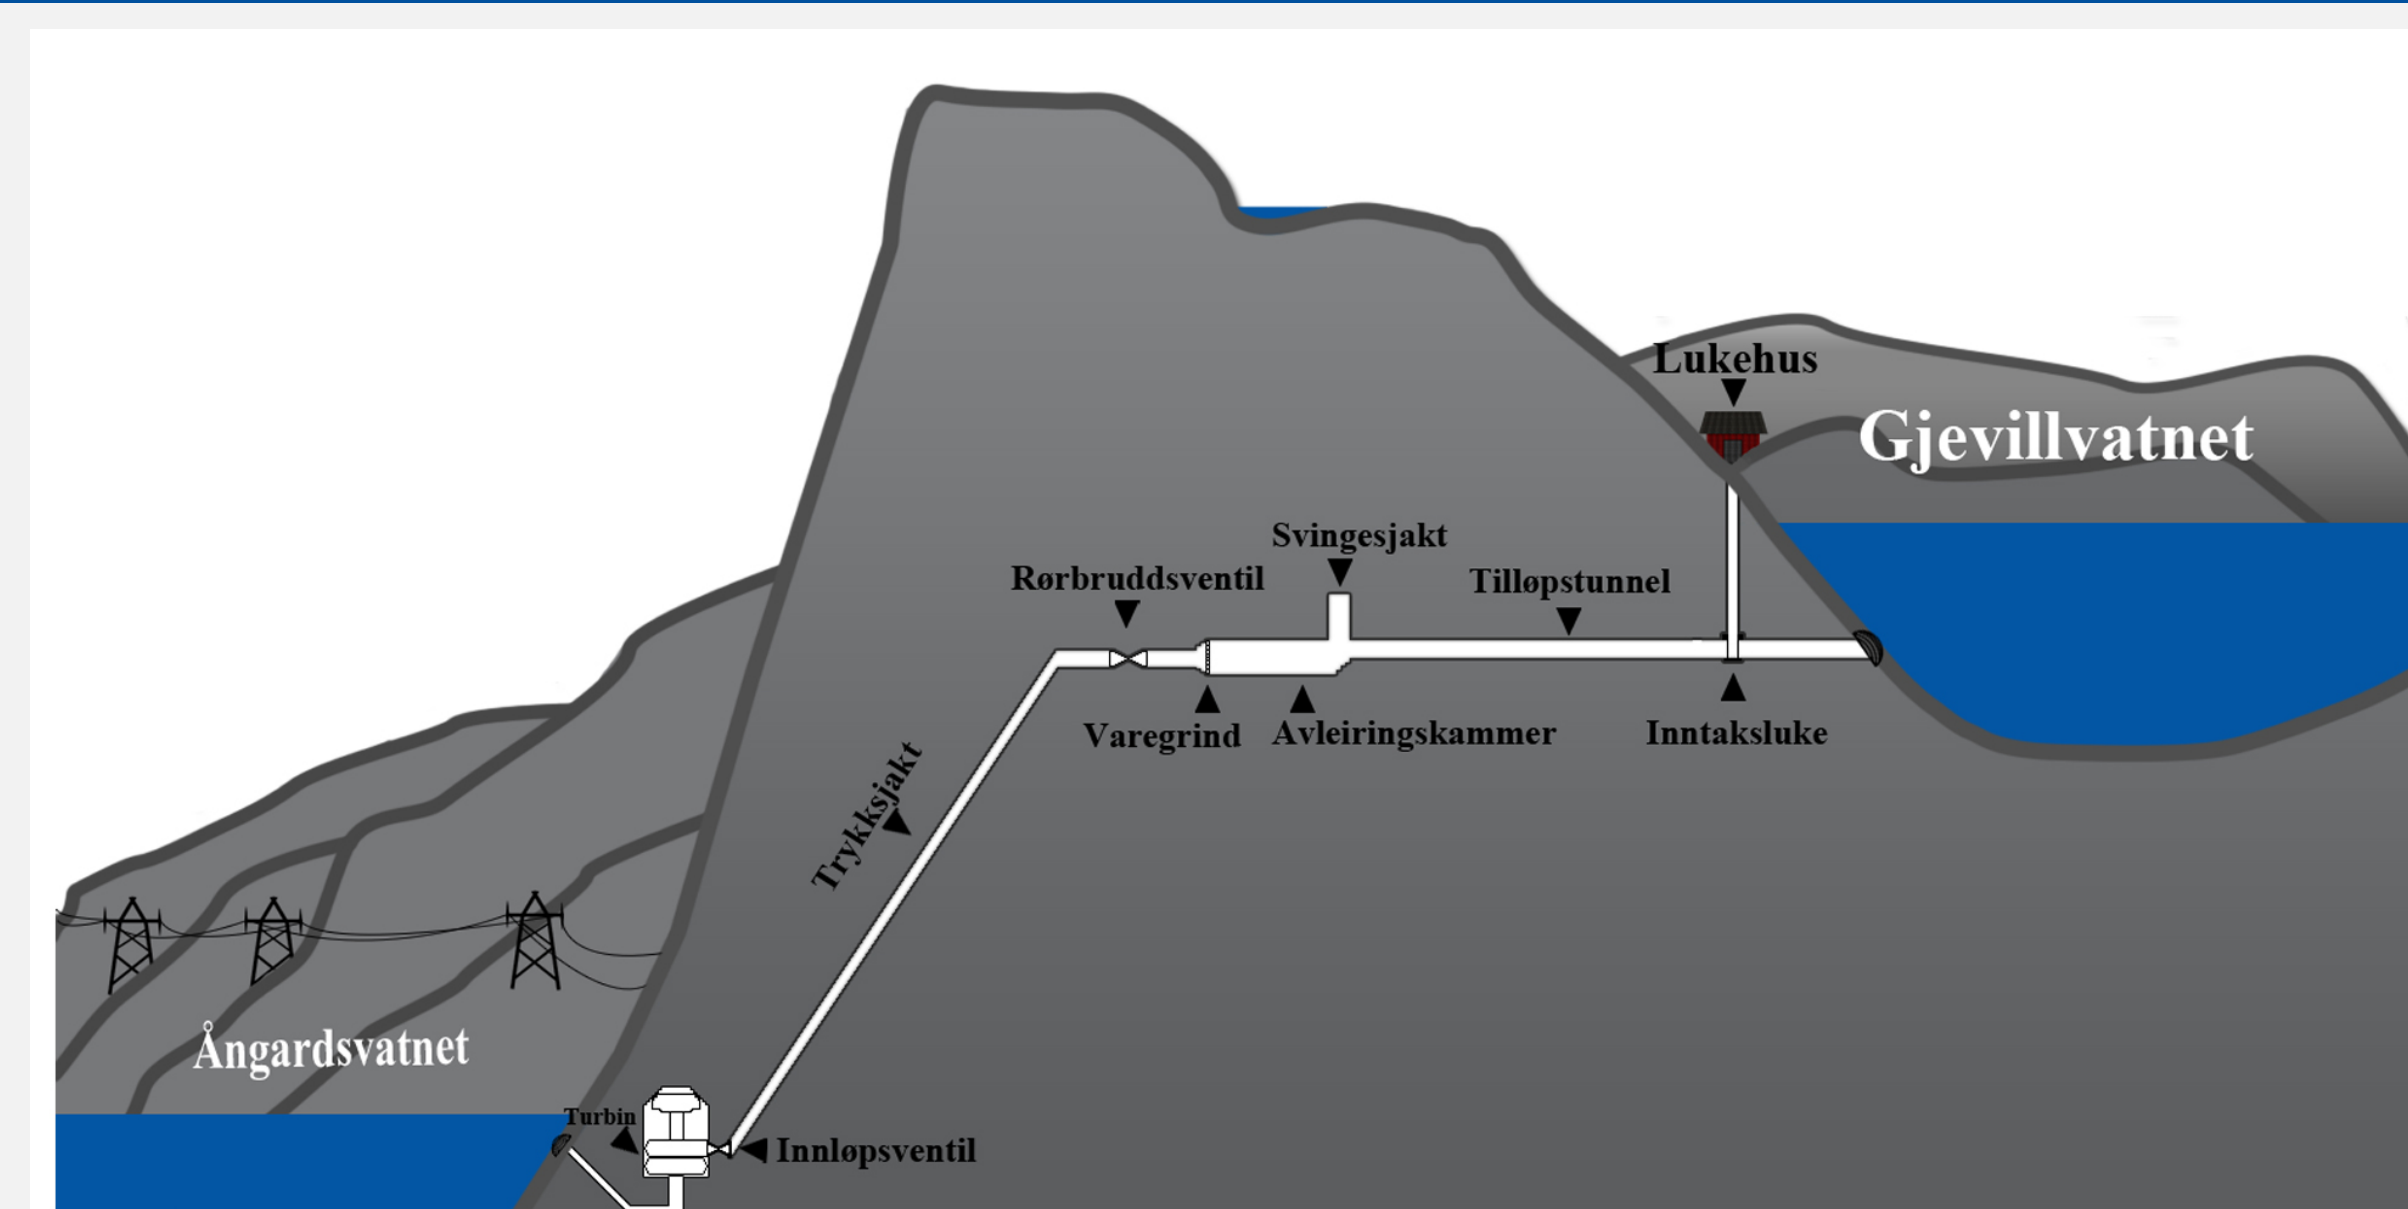 Lukehus
Gjevillvatnet
Svingesjakt
Rørbruddsventil
Tilløpstunnel
Varegrind
Avleiringskammer
Inntaksluke
Trykksjakt
Ångardsvatnet
Turbin
Innløpsventil